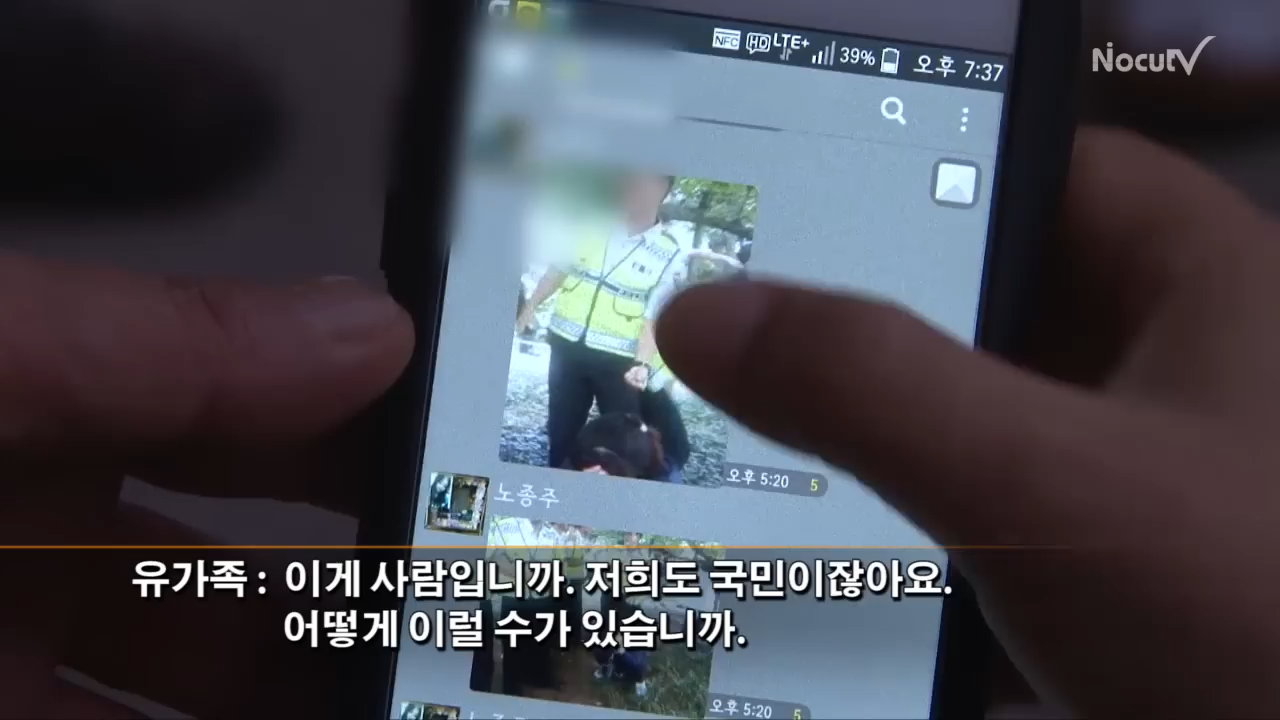 NFC HD LTE+ 39% 오후 7:37
NocutV
오후 5:20 5
노종주
유가족 : 이게 사람입니까. 저희도 국민이잖아요.
어떻게 이럴 수가 있습니까.
오후 5:20 5